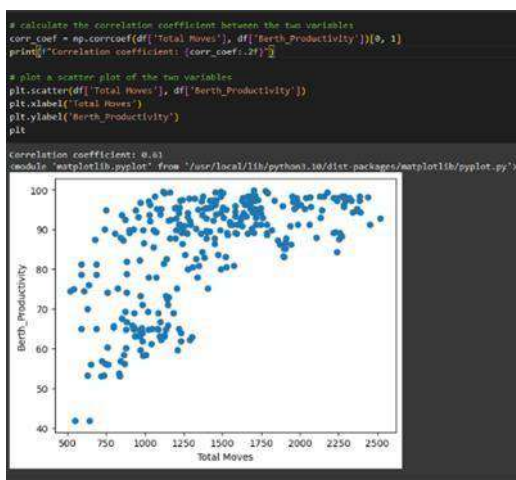 # calculate the correlation coefficient between the two variables
corr_coef = np.corrcoef(df['Total Moves'], df['Berth_Productivity'])[0, 1]
print(f"Correlation coefficient: {corr_coef:.2f}")
# plot a scatter plot of the two variables
plt.scatter(df['Total Moves'], df['Berth_Productivity'])
plt.xlabel('Total Moves')
plt.ylabel('Berth_Productivity')
plt
Correlation coefficient: 0.61
<module 'matplotlib.pyplot' from '/usr/local/lib/python3.10/dist-packages/matplotlib/pyplot.py'>
100
90
80
70
60
50
40
Berth_Productivity
500 750 1000 1250 1500 1750 2000 2250 2500
Total Moves